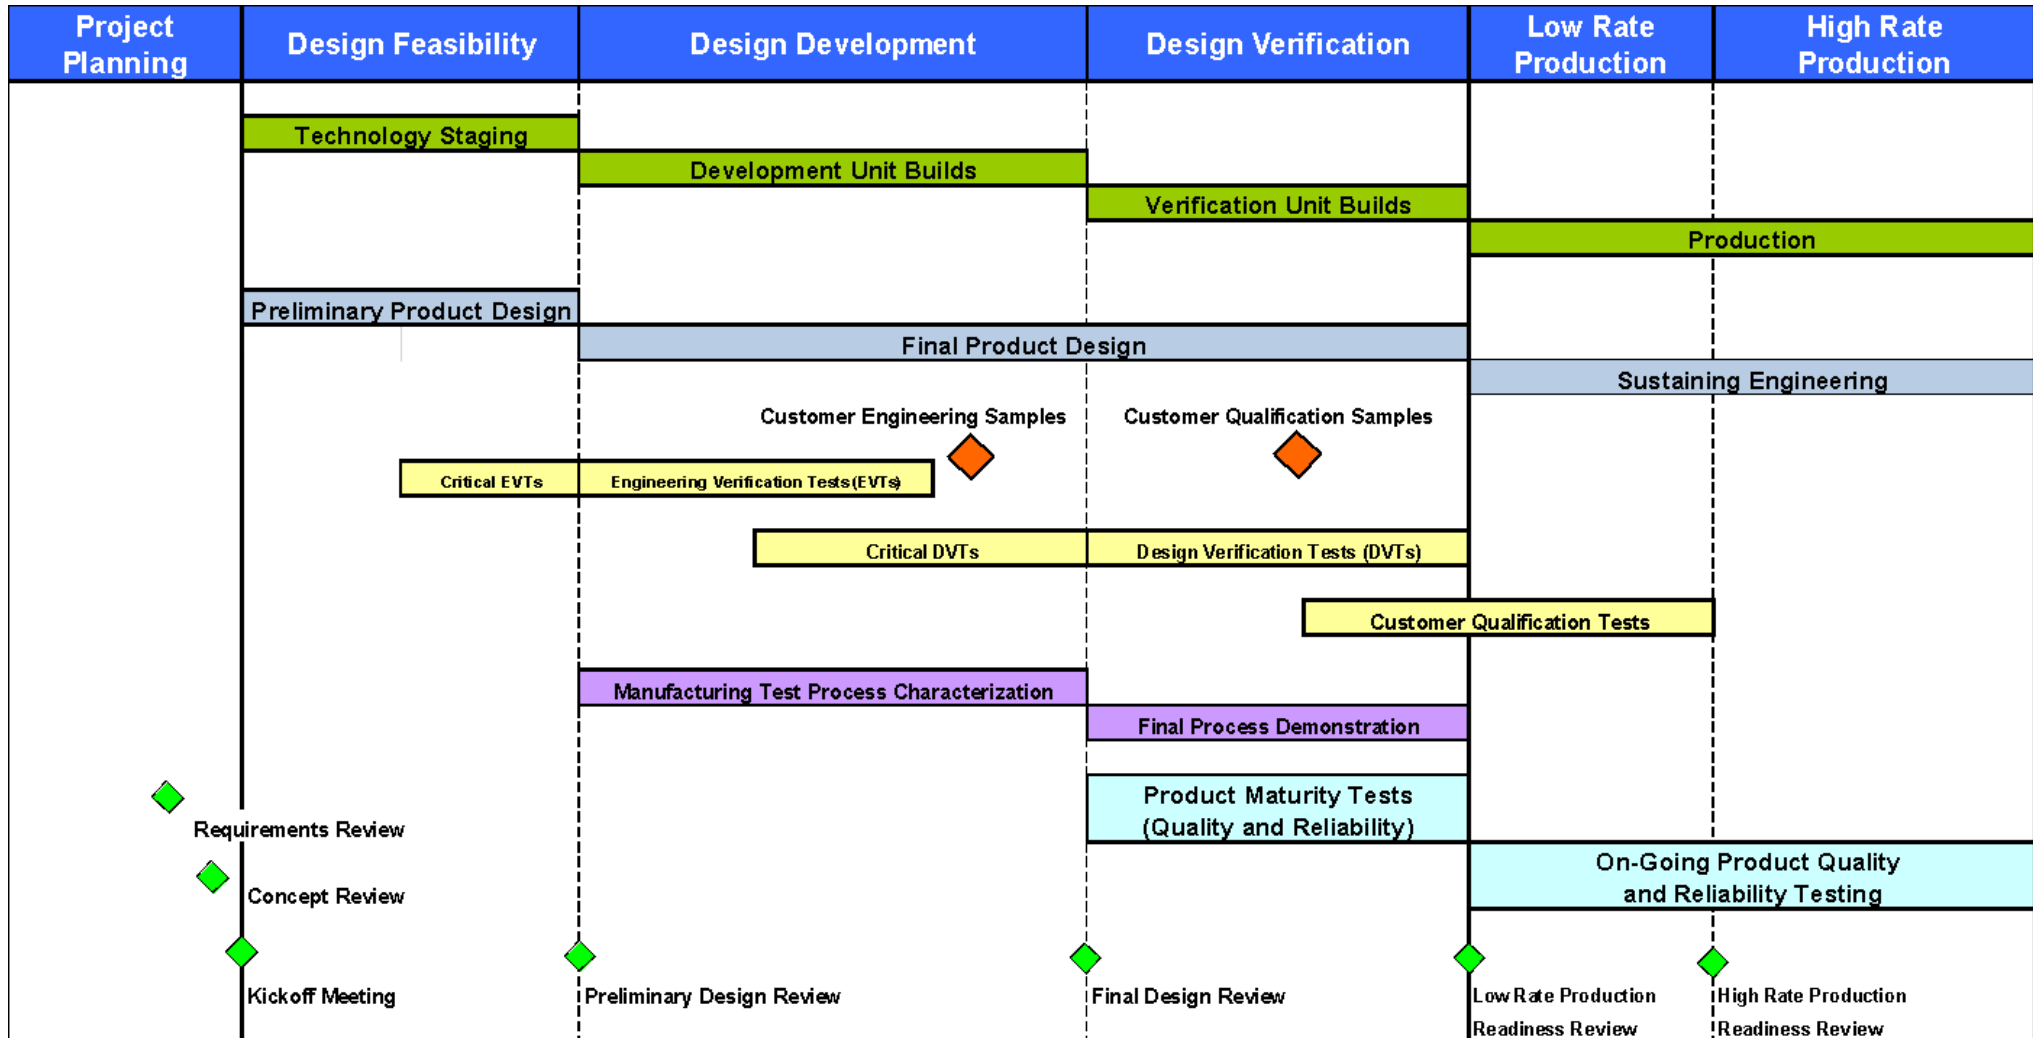 Project
Planning
Design Feasibility
Design Development
Design Verification
Low Rate
Production
High Rate
Production
Technology Staging
Development Unit Builds
Verification Unit Builds
Production
Preliminary Product Design
Final Product Design
Sustaining Engineering
Customer Engineering Samples
Customer Qualification Samples
Critical EVTs
Engineering Verification Tests (EVTs)
Critical DVTs
Design Verification Tests (DVTs)
Customer Qualification Tests
Manufacturing Test Process Characterization
Final Process Demonstration
Product Maturity Tests
(Quality and Reliability)
Requirements Review
On-Going Product Quality
and Reliability Testing
Concept Review
Kickoff Meeting
Preliminary Design Review
Final Design Review
Low Rate Production
Readiness Review
High Rate Production
Readiness Review